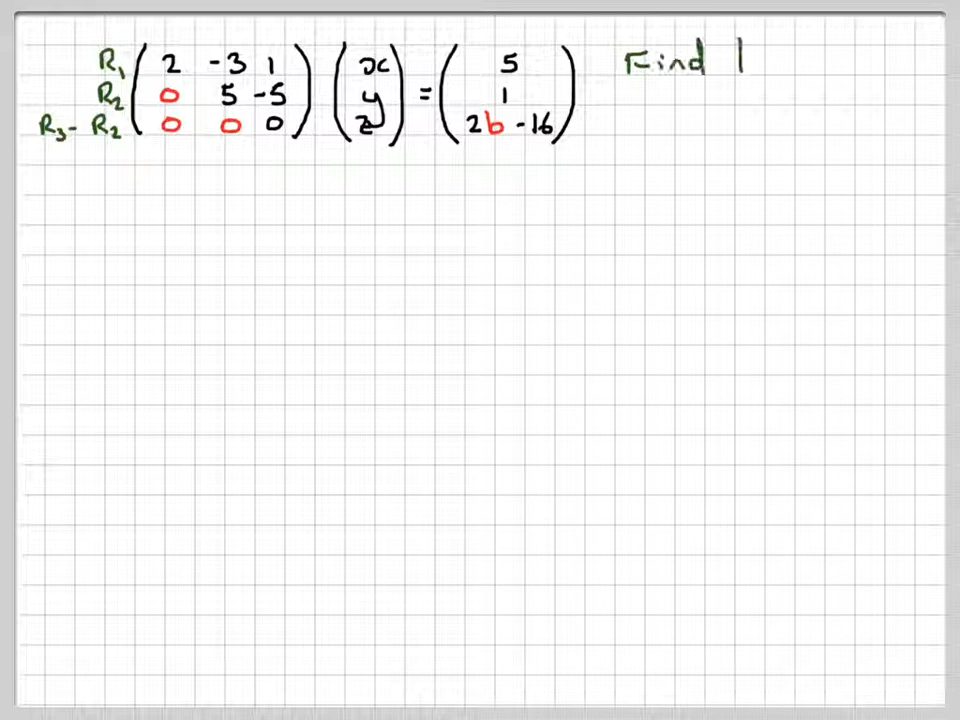 R₁ ( 2 -3 1 ) ( x ) = ( 5 ) Find
R₂ ( 0 5 -5 ) ( y ) ( 1 )
R₃ - R₂ ( 0 0 0 ) ( z ) ( 2b - 16 )